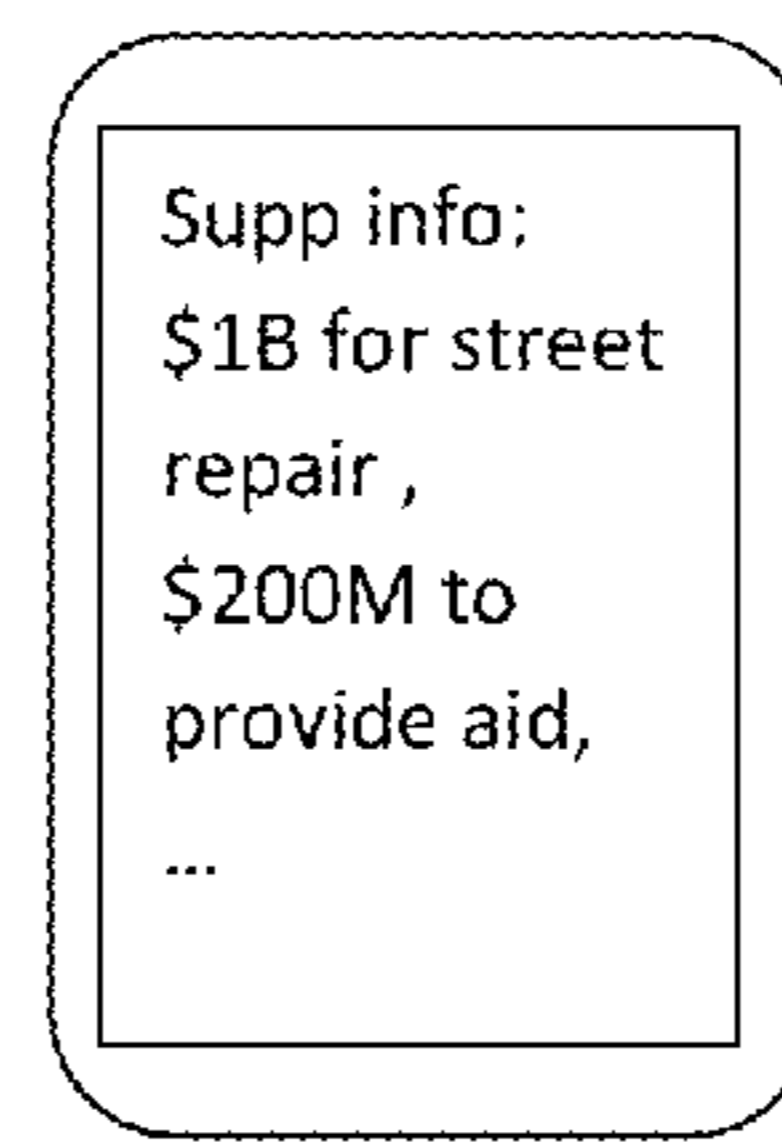 Supp info:
$1B for street
repair ,
$200M to
provide aid,
...